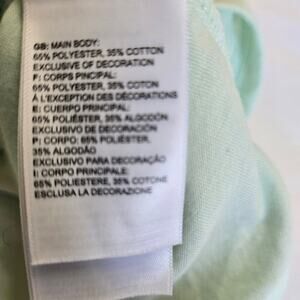 GB: MAIN BODY:
65% POLYESTER, 35% COTTON
EXCLUSIVE OF DECORATION
F: CORPS PINCIPAL:
65% POLYESTER, 35% COTON
À L'EXCEPTION DES DÉCORATIONS
E: CUERPO PRINCIPAL:
65% POLIÉSTER, 35% ALGODÓN
EXCLUSIVO DE DECORACIÓN
P: CORPO: 65% POLIÉSTER,
35% ALGODÃO
EXCLUSIVO PARA DECORAÇÃO
I: CORPO PRINCIPALE:
65% POLIESTERE, 35% COTONE
ESCLUSA LA DECORAZIONE